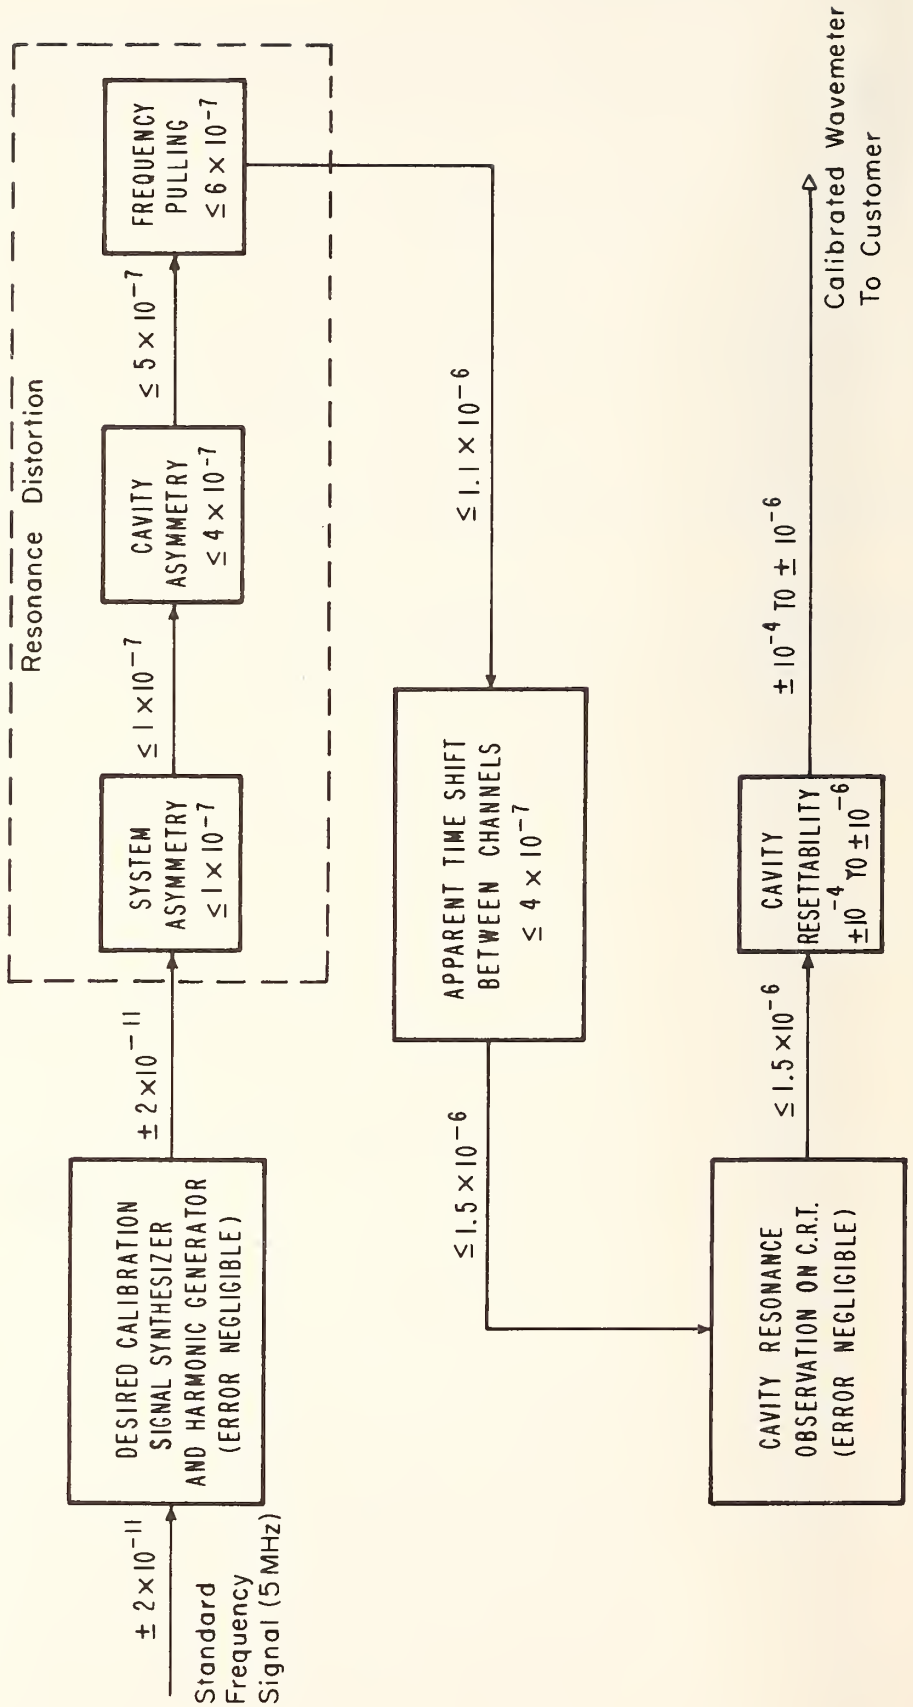 ± 2×10⁻¹¹
Standard
Frequency
Signal (5 MHz)
DESIRED CALIBRATION
SIGNAL SYNTHESIZER
AND HARMONIC GENERATOR
(ERROR NEGLIGIBLE)
± 2×10⁻¹¹
Resonance Distortion
SYSTEM
ASYMMETRY
≤ 1×10⁻⁷
≤ 1×10⁻⁷
CAVITY
ASYMMETRY
≤ 4×10⁻⁷
≤ 5×10⁻⁷
FREQUENCY
PULLING
≤ 6×10⁻⁷
≤ 1.1×10⁻⁶
APPARENT TIME SHIFT
BETWEEN CHANNELS
≤ 4×10⁻⁷
≤ 1.5×10⁻⁶
CAVITY RESONANCE
OBSERVATION ON C.R.T.
(ERROR NEGLIGIBLE)
≤ 1.5×10⁻⁶
CAVITY
RESETTABILITY
±10⁻⁴ TO ±10⁻⁶
± 10⁻⁴ TO ± 10⁻⁶
Calibrated Wavemeter
To Customer